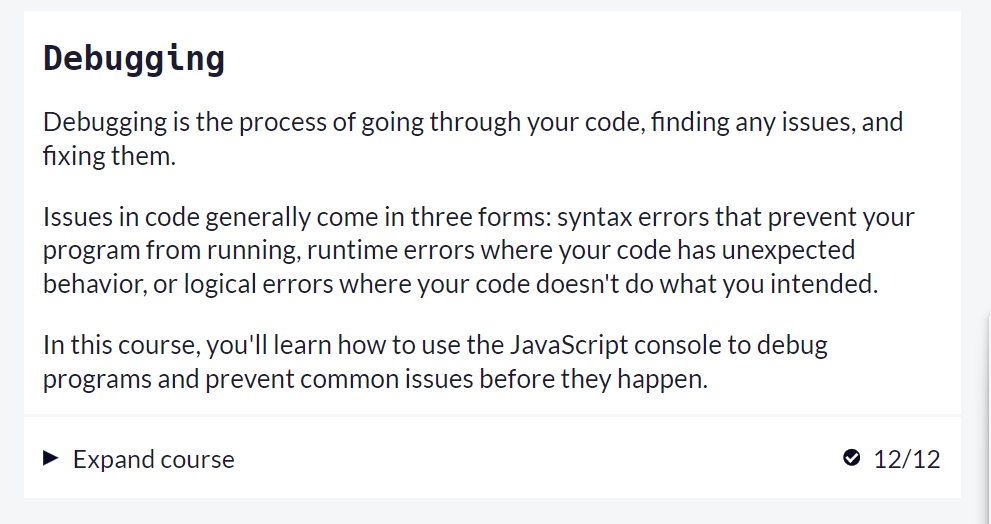 Debugging
Debugging is the process of going through your code, finding any issues, and
fixing them.
Issues in code generally come in three forms: syntax errors that prevent your
program from running, runtime errors where your code has unexpected
behavior, or logical errors where your code doesn't do what you intended.
In this course, you'll learn how to use the JavaScript console to debug
programs and prevent common issues before they happen.
Expand course
12/12